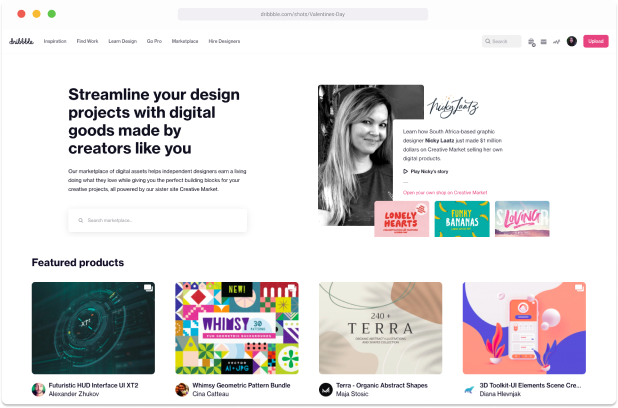 dribbble.com/shots/Valentines-Day
dribbble
Inspiration Find Work Learn Design Go Pro Marketplace Hire Designers
Search
Upload
Streamline your design
projects with digital
goods made by
creators like you
Our marketplace of digital assets helps independent designers earn a living
doing what they love while giving you the perfect building blocks for your
creative projects, all powered by our sister site Creative Market.
Search marketplace...
Nicky Laatz
Learn how South Africa-based graphic
designer Nicky Laatz just made $1 million
dollars on Creative Market selling her own
digital products.
Play Nicky's story
Open your own shop on Creative Market
LONELY
HEARTS
FUNKY
BANANAS
LOVING
Featured products
XT²
NEW!
WHIMSY 3D
VECTOR
AI+JPG
240 +
TERRA
Futuristic HUD Interface UI XT2
Alexander Zhukov
Whimsy Geometric Pattern Bundle
Cina Catteau
Terra - Organic Abstract Shapes
Maja Stosic
3D Toolkit-UI Elements Scene Cre...
Diana Hlevnjak